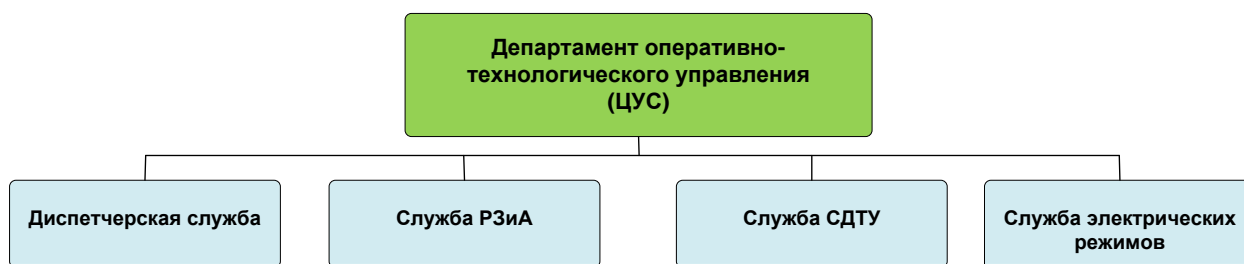 Департамент оперативно-
технологического управления
(ЦУС)
Диспетчерская служба
Служба РЗиА
Служба СДТУ
Служба электрических
режимов